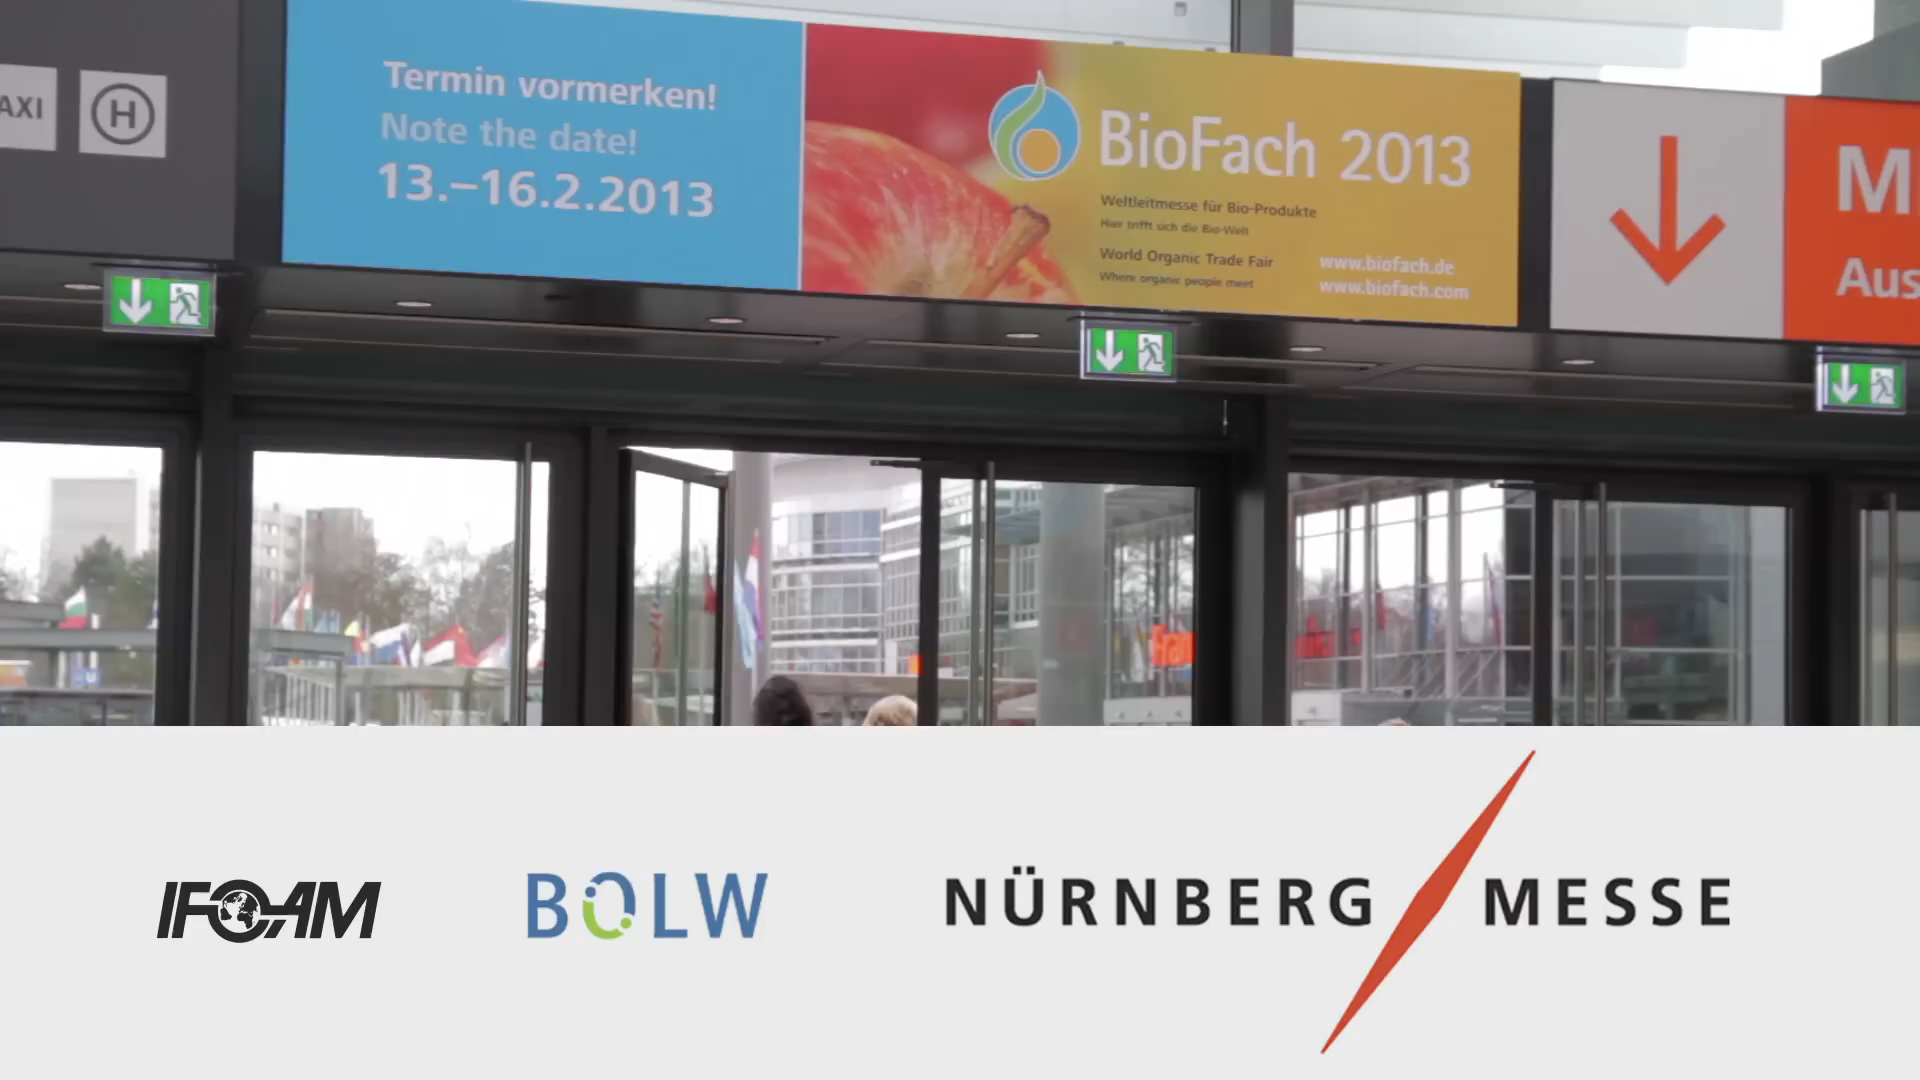 AXI
H
Termin vormerken!
Note the date!
13.–16.2.2013
BioFach 2013
Weltleitmesse für Bio-Produkte
Hier trifft sich die Bio-Welt
World Organic Trade Fair
Where organic people meet
www.biofach.de
www.biofach.com
M
Aus
U
IFOAM
BÖLW
NÜRNBERG MESSE